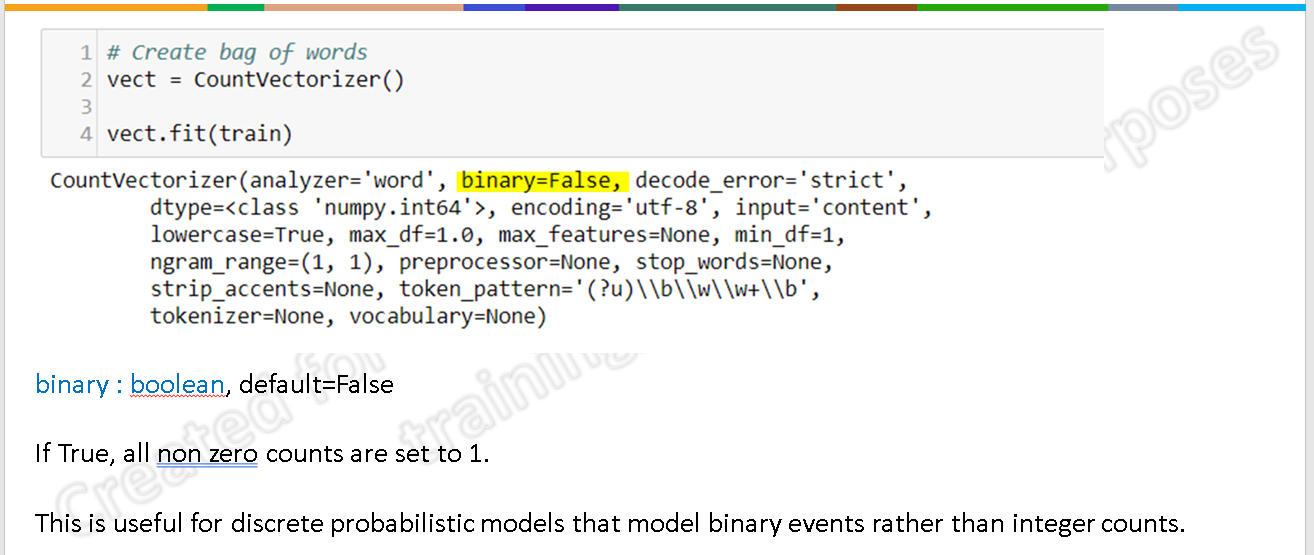 1 # Create bag of words
2 vect = CountVectorizer()
3
4 vect.fit(train)
CountVectorizer(analyzer='word', binary=False, decode_error='strict',
dtype=<class 'numpy.int64'>, encoding='utf-8', input='content',
lowercase=True, max_df=1.0, max_features=None, min_df=1,
ngram_range=(1, 1), preprocessor=None, stop_words=None,
strip_accents=None, token_pattern='(?u)\\b\\w\\w+\\b',
tokenizer=None, vocabulary=None)
binary : boolean, default=False
If True, all non zero counts are set to 1.
This is useful for discrete probabilistic models that model binary events rather than integer counts.
Created for training